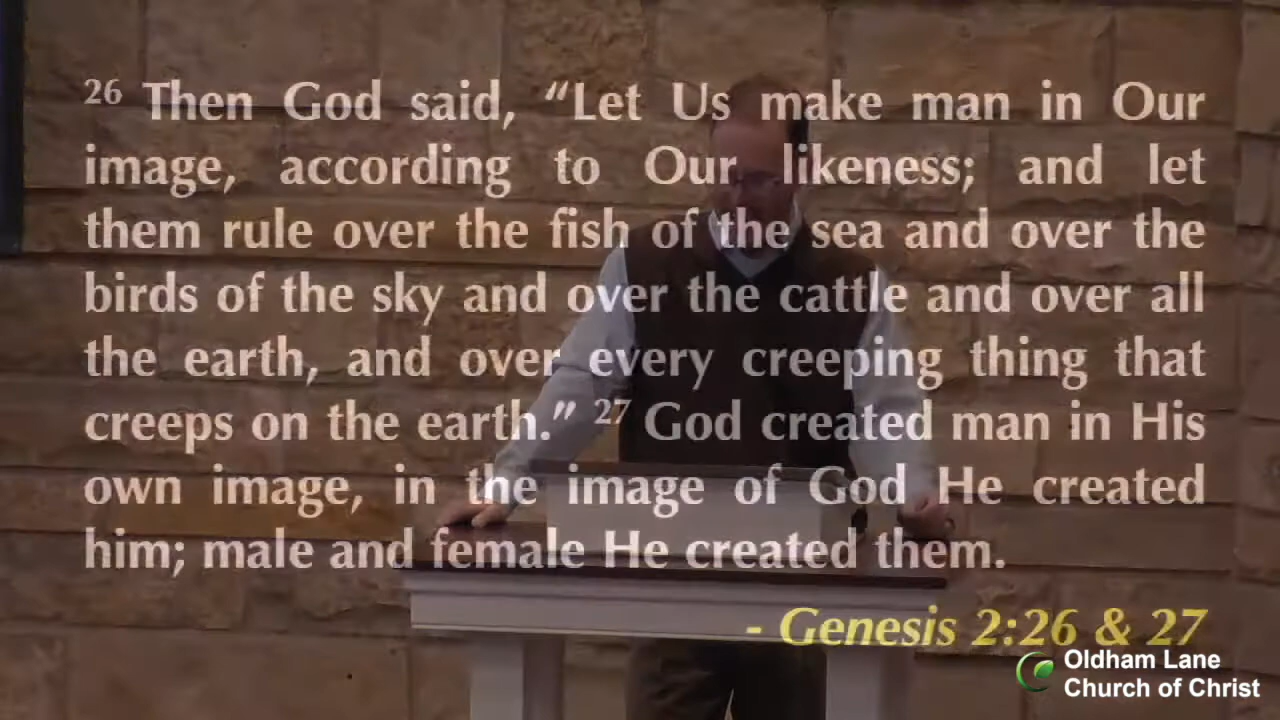 26 Then God said, “Let Us make man in Our
image, according to Our likeness; and let
them rule over the fish of the sea and over the
birds of the sky and over the cattle and over all
the earth, and over every creeping thing that
creeps on the earth.” 27 God created man in His
own image, in the image of God He created
him; male and female He created them.
- Genesis 2:26 & 27
Oldham Lane
Church of Christ